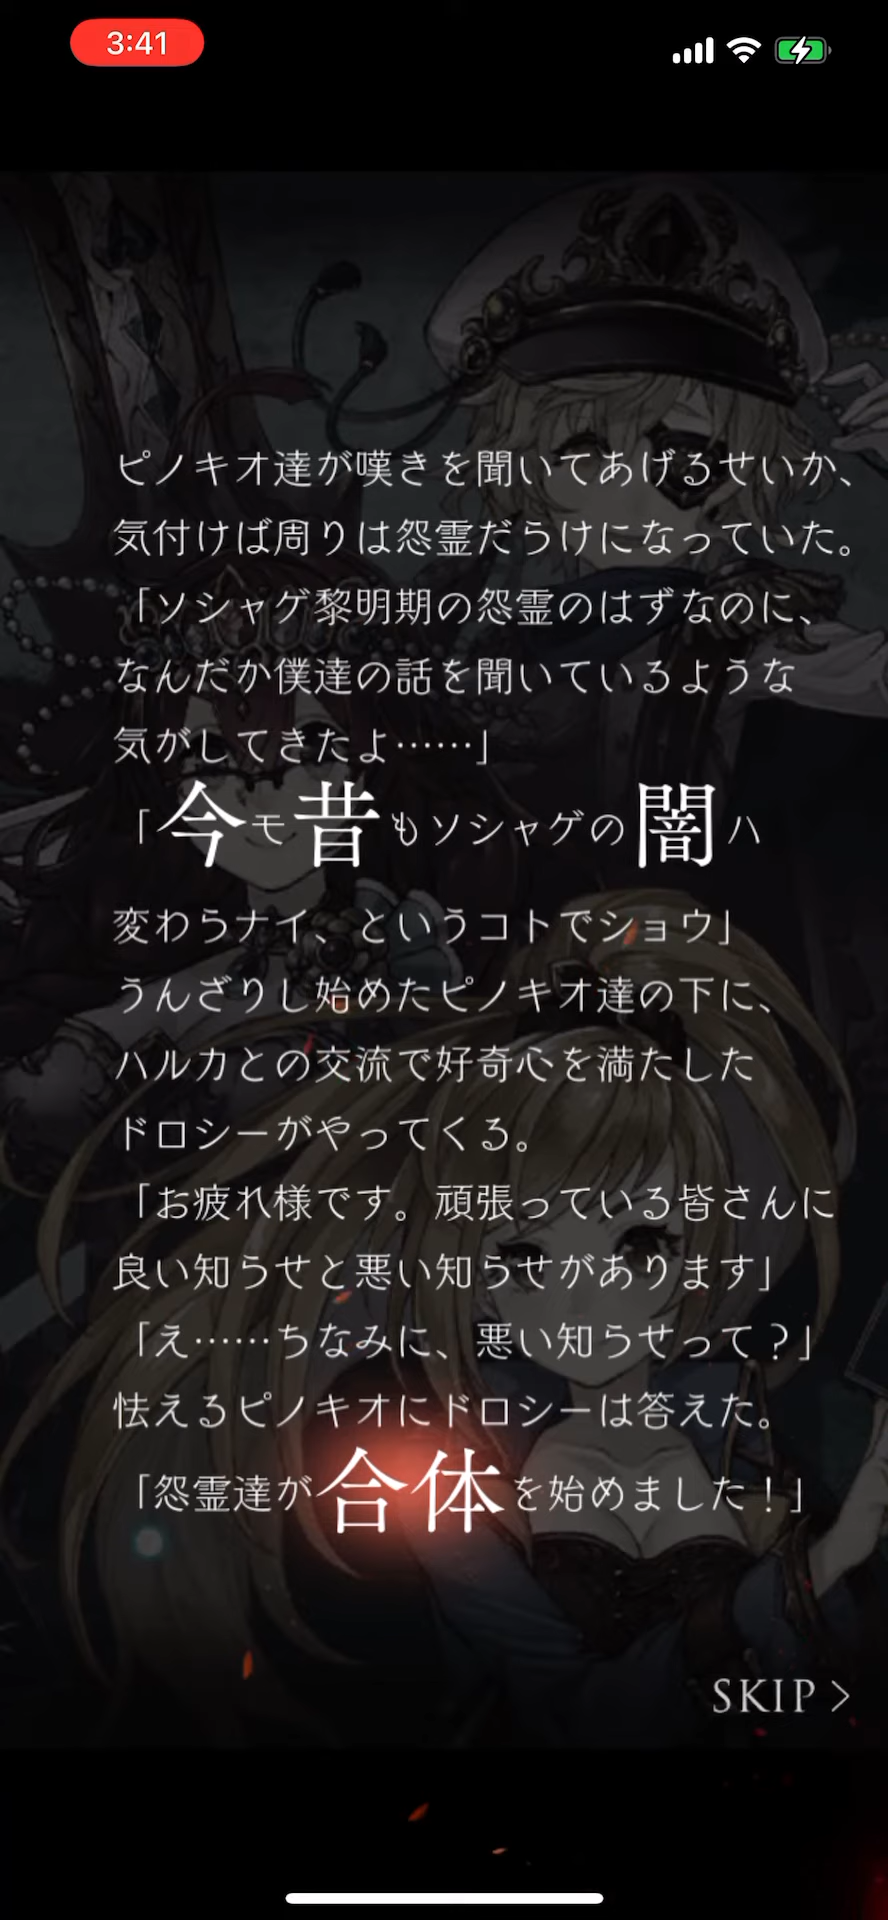 3:41
ピノキオ達が嘆きを聞いてあげるせいか、
気付けば周りは怨霊だらけになっていた。
「ソシャゲ黎明期の怨霊のはずなのに、
なんだか僕達の話を聞いているような
気がしてきたよ……」
「今モ昔もソシャゲの闇ハ
変わらナイ、というコトでショウ」
うんざりし始めたピノキオ達の下に、
ハルカとの交流で好奇心を満たした
ドロシーがやってくる。
「お疲れ様です。頑張っている皆さんに
良い知らせと悪い知らせがあります」
「え……ちなみに、悪い知らせって？」
怯えるピノキオにドロシーは答えた。
「怨霊達が合体を始めました！」
SKIP >